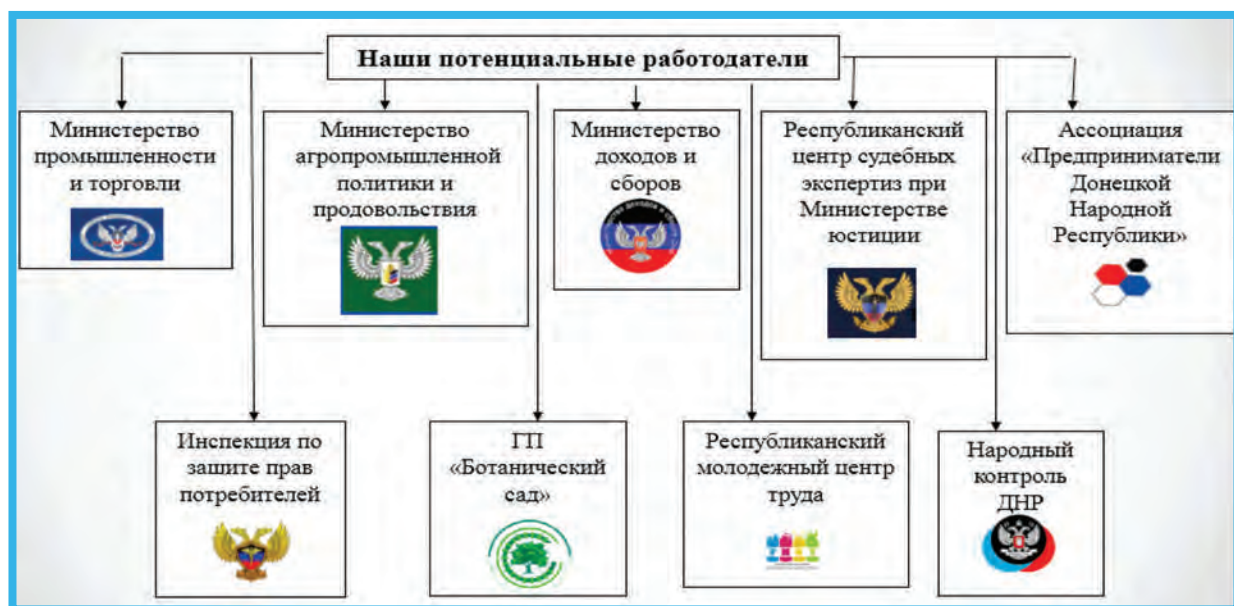 Наши потенциальные работодатели
Министерство
промышленности
и торговли
Министерство
агропромышленной
политики и
продовольствия
Министерство
доходов и
сборов
Республиканский
центр судебных
экспертиз при
Министерстве
юстиции
Ассоциация
«Предприниматели
Донецкой
Народной
Республики»
Инспекция по
зашите прав
потребителей
ГП
«Ботанический
сад»
Республиканский
молодежный центр
труда
Народный
контроль
ДНР